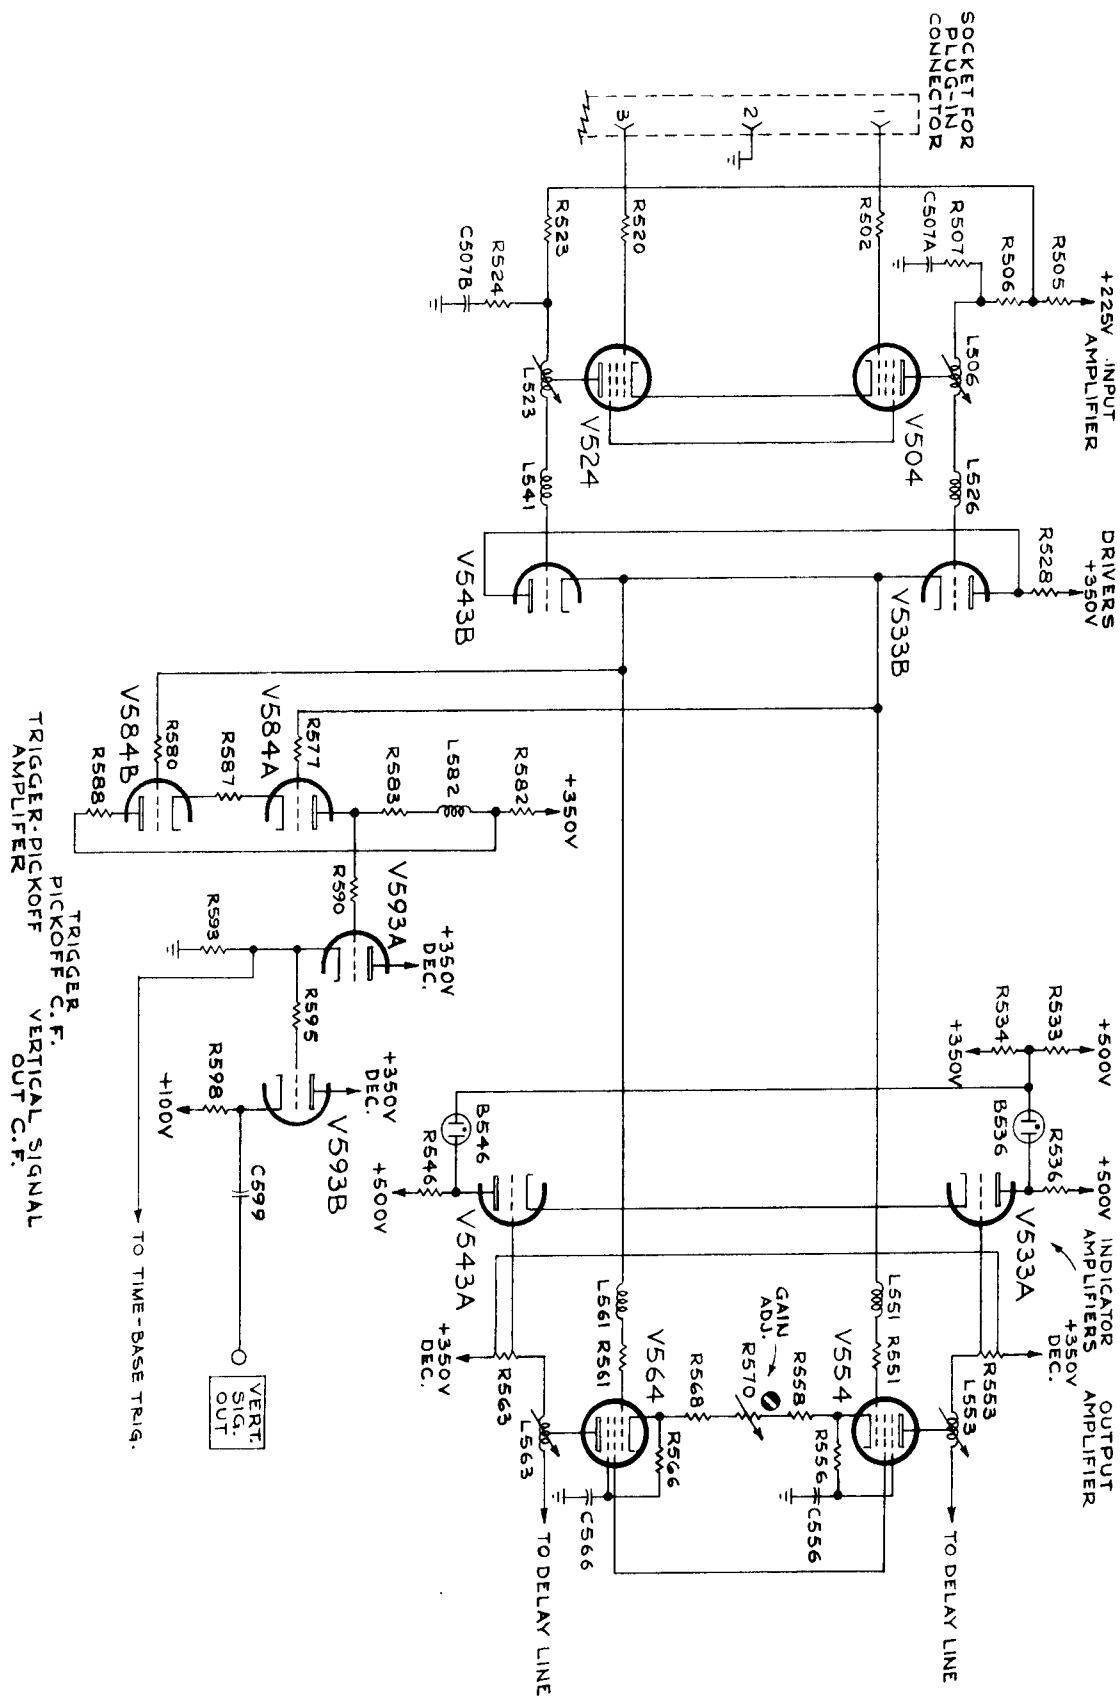 SOCKET FOR
PLUG-IN
CONNECTOR
1
2
3
+225V
INPUT
AMPLIFIER
R505
R506
R507
C507A
R502
R520
R523
R524
C507B
L506
L523
V504
V524
L526
L541
DRIVERS
+350V
R528
V533B
V543B
+350V
R582
L582
R583
R577
V584A
R587
R580
V584B
R588
TRIGGER-PICKOFF
AMPLIFER
V593A
R590
+350V
DEC.
R593
TRIGGER
PICKOFF C.F.
R595
+350V
DEC.
V593B
R598
+100V
C599
VERTICAL SIGNAL
OUT C.F.
TO TIME-BASE TRIG.
VERT.
SIG.
OUT
+500V
R533
R534
+350V
B536
R536
+500V
V533A
INDICATOR
AMPLIFIERS
B546
R546
+500V
V543A
+350V
DEC.
R553
L553
OUTPUT
AMPLIFIER
L551
R551
V554
R556
C556
R558
GAIN
ADJ.
R570
R568
V564
R566
C566
L561
R561
R563
L563
+350V
DEC.
TO DELAY LINE
TO DELAY LINE